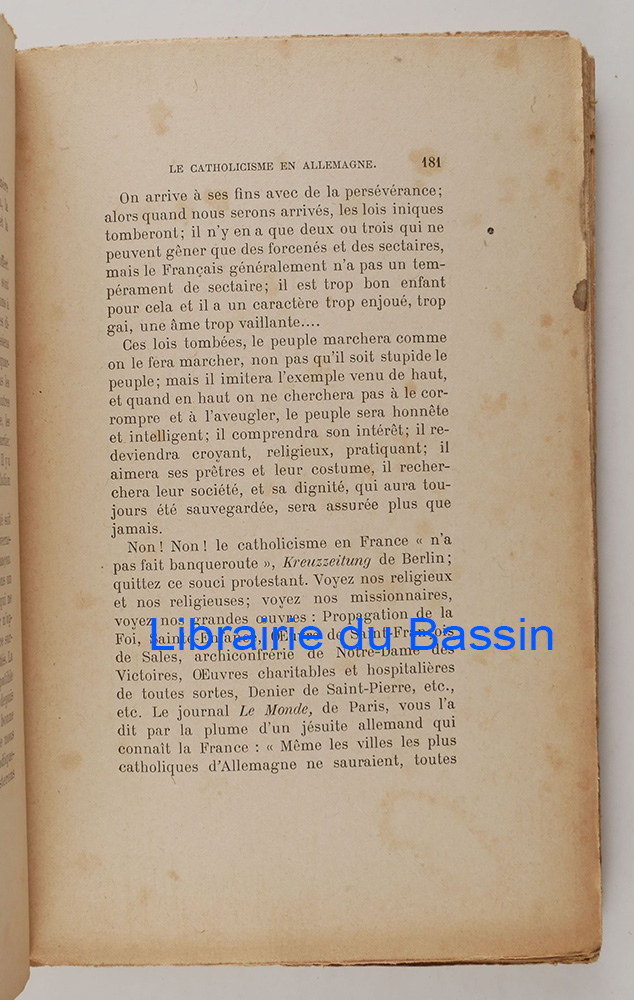 LE CATHOLICISME EN ALLEMAGNE. 181
On arrive à ses fins avec de la persévérance;
alors quand nous serons arrivés, les lois iniques
tomberont; il n'y en a que deux ou trois qui ne
peuvent gêner que des forcenés et des sectaires,
mais le Français généralement n'a pas un tem-
pérament de sectaire; il est trop bon enfant
pour cela et il a un caractère trop enjoué, trop
gai, une âme trop vaillante....
Ces lois tombées, le peuple marchera comme
on le fera marcher, non pas qu'il soit stupide le
peuple; mais il imitera l'exemple venu de haut,
et quand en haut on ne cherchera pas à le cor-
rompre et à l'aveugler, le peuple sera honnête
et intelligent; il comprendra son intérêt; il re-
deviendra croyant, religieux, pratiquant; il
aimera ses prêtres et leur costume, il recher-
chera leur société, et sa dignité, qui aura tou-
jours été sauvegardée, sera assurée plus que
jamais.
Non! Non! le catholicisme en France « n'a
pas fait banqueroute », Kreuzzeitung de Berlin;
quittez ce souci protestant. Voyez nos religieux
et nos religieuses; voyez nos missionnaires,
voyez nos grandes œuvres : Propagation de la
Foi, Sainte-Enfance, Œuvre de Saint-François
Librairie du Bassin
de Sales, archiconfrérie de Notre-Dame des
Victoires, Œuvres charitables et hospitalières
de toutes sortes, Denier de Saint-Pierre, etc.,
etc. Le journal Le Monde, de Paris, vous l'a
dit par la plume d'un jésuite allemand qui
connaît la France : « Même les villes les plus
catholiques d'Allemagne ne sauraient, toutes